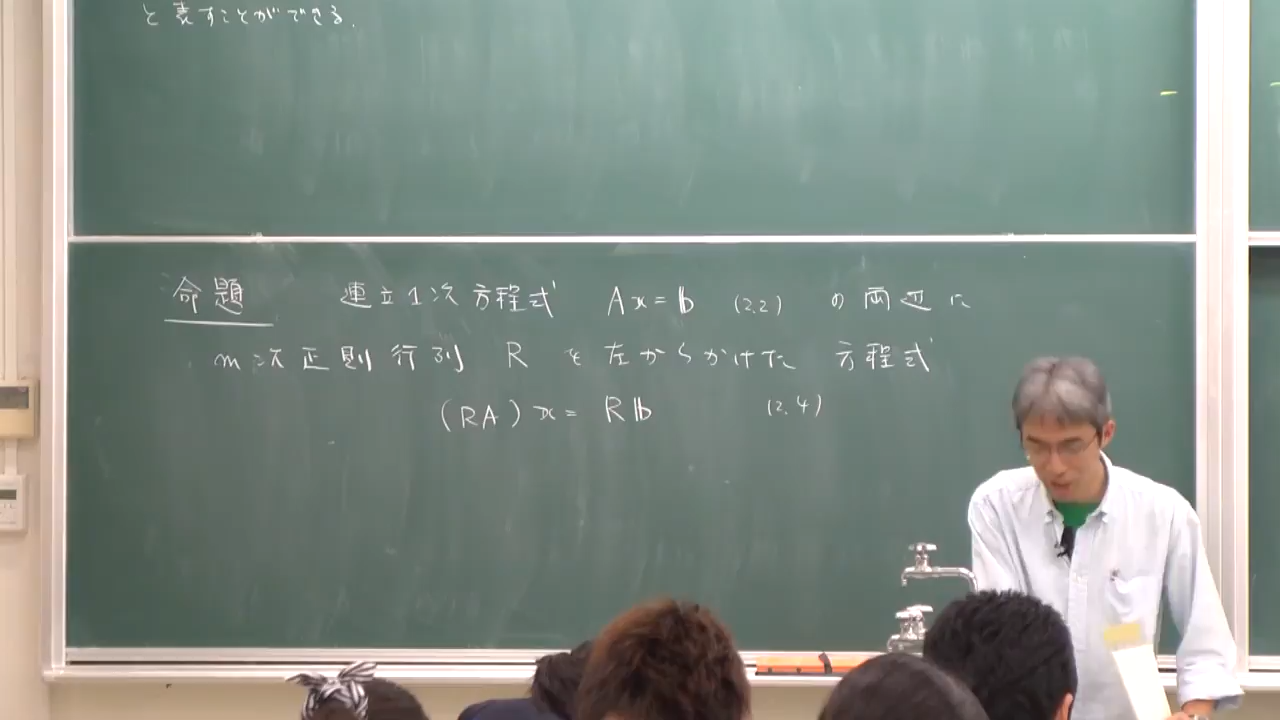 と表すことができる.
命題 連立1次方程式 Ax=b (2.2) の両辺に
m次正則行列 R を左からかけた 方程式
(RA)x = Rb (2.4)